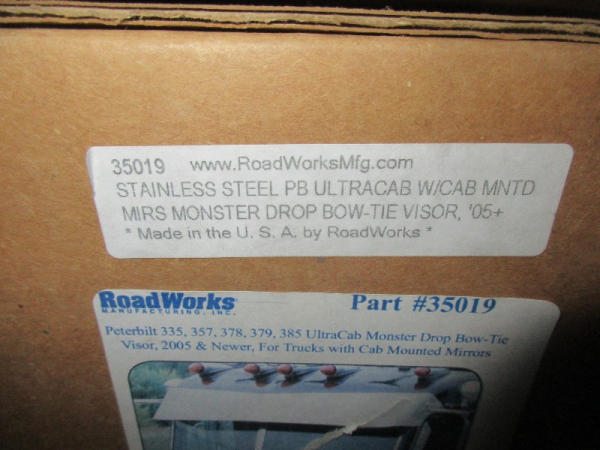 35019 www.RoadWorksMfg.com
STAINLESS STEEL PB ULTRACAB W/CAB MNTD
MIRS MONSTER DROP BOW-TIE VISOR, '05+
* Made in the U. S. A. by RoadWorks *
RoadWorks Part #35019
MANUFACTURING, INC.
Peterbilt 335, 357, 378, 379, 385 UltraCab Monster Drop Bow-Tie
Visor, 2005 & Newer, For Trucks with Cab Mounted Mirrors